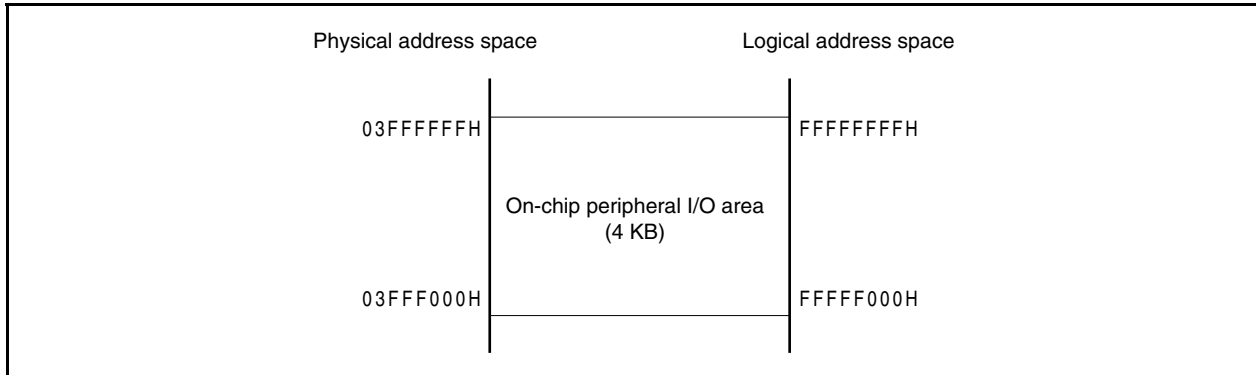 Physical address space
Logical address space
03FFFFFFH
FFFFFFFFH
On-chip peripheral I/O area
(4 KB)
03FFF000H
FFFFF000H